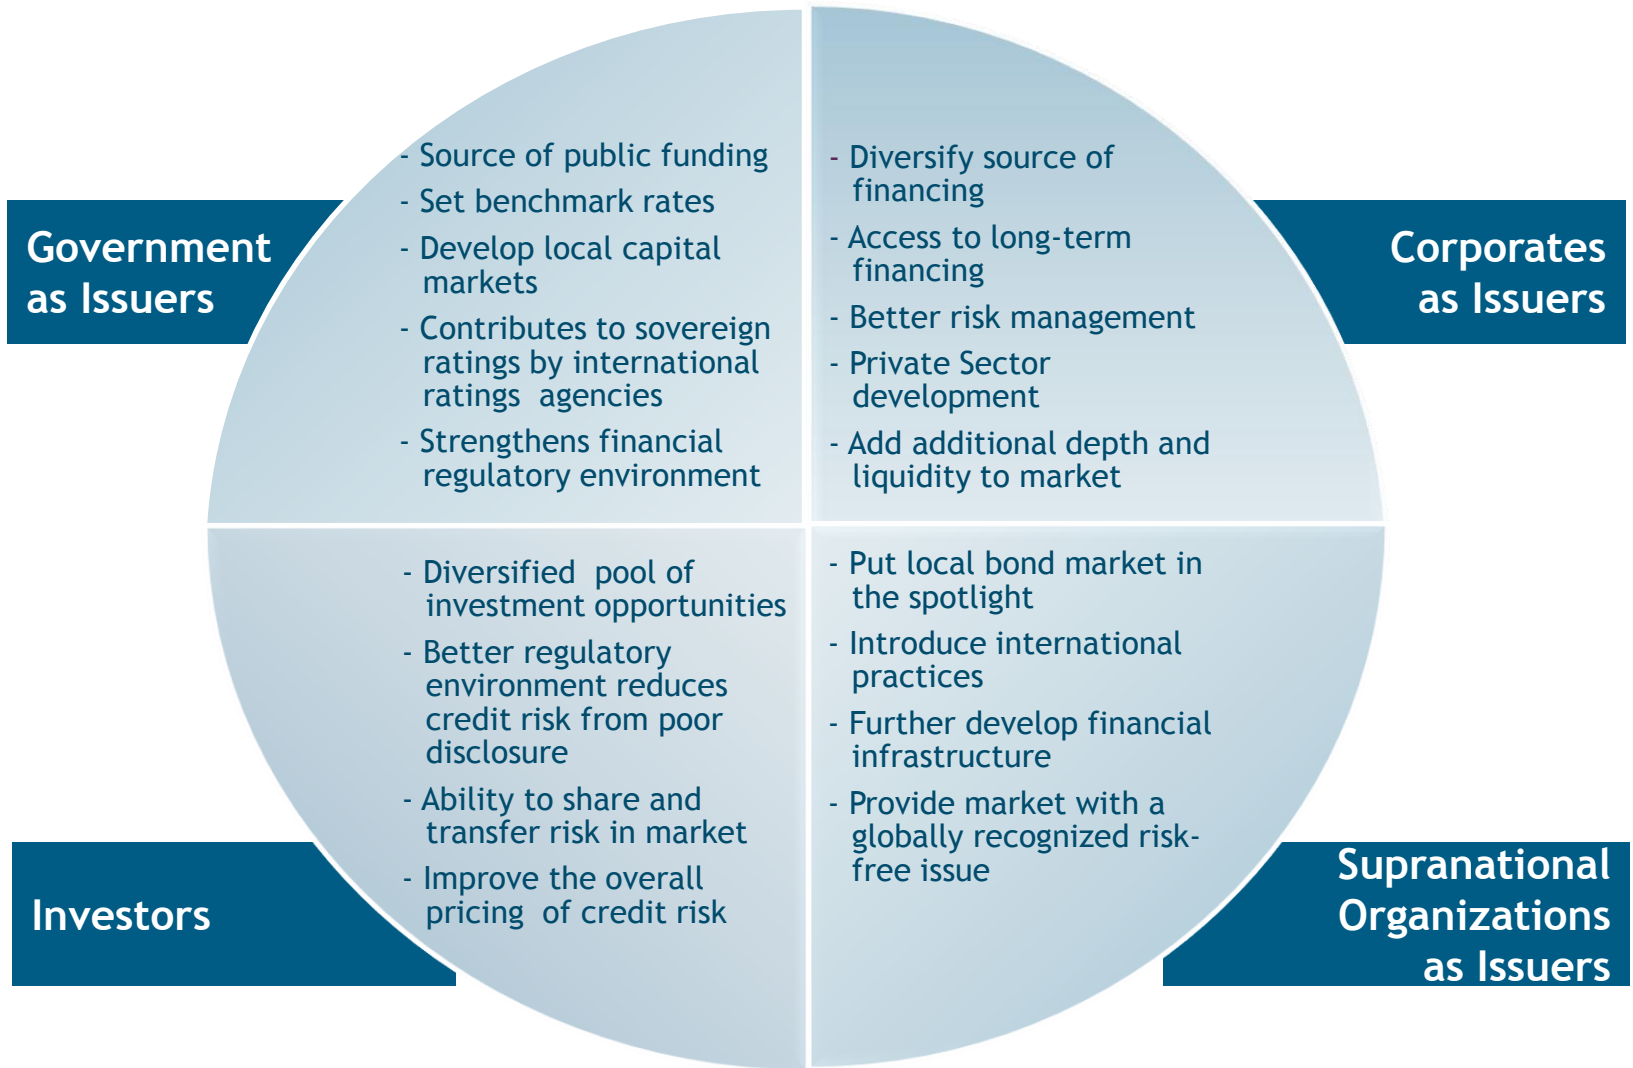 Government
as Issuers
- Source of public funding
- Set benchmark rates
- Develop local capital
markets
- Contributes to sovereign
ratings by international
ratings  agencies
- Strengthens financial
regulatory environment
Corporates
as Issuers
- Diversify source of
financing
- Access to long-term
financing
- Better risk management
- Private Sector
development
- Add additional depth and
liquidity to market
Investors
- Diversified  pool of
investment opportunities
- Better regulatory
environment reduces
credit risk from poor
disclosure
- Ability to share and
transfer risk in market
- Improve the overall
pricing  of credit risk
Supranational
Organizations
as Issuers
- Put local bond market in
the spotlight
- Introduce international
practices
- Further develop financial
infrastructure
- Provide market with a
globally recognized risk-
free issue